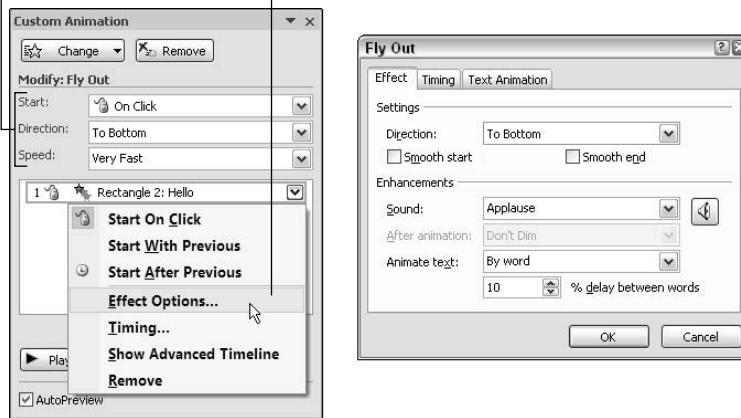 Custom Animation
Change
Remove
Modify: Fly Out
Start:
On Click
Direction:
To Bottom
Speed:
Very Fast
1
Rectangle 2: Hello
Start On Click
Start With Previous
Start After Previous
Effect Options...
Timing...
Show Advanced Timeline
Remove
AutoPreview
Fly Out
Effect
Timing
Text Animation
Settings
Direction:
To Bottom
Smooth start
Smooth end
Enhancements
Sound:
Applause
After animation:
Don't Dim
Animate text:
By word
10
% delay between words
OK
Cancel